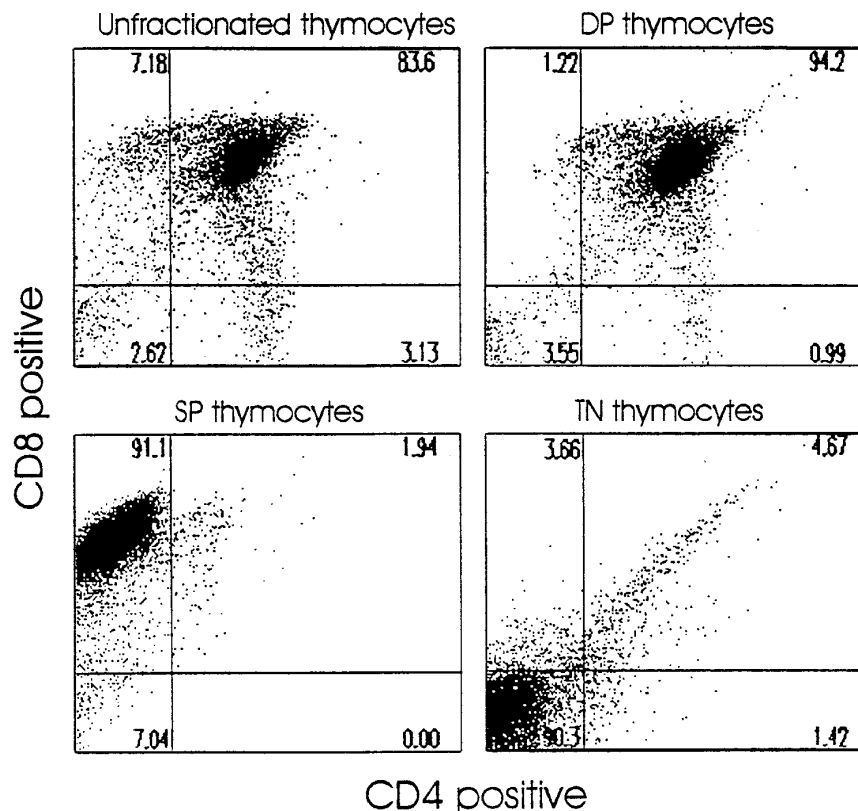 Unfractionated thymocytes
DP thymocytes
7.18
83.6
1.22
94.2
2.62
3.13
3.55
0.99
SP thymocytes
TN thymocytes
91.1
1.94
3.66
4.67
7.04
0.00
90.3
1.42
CD8 positive
CD4 positive